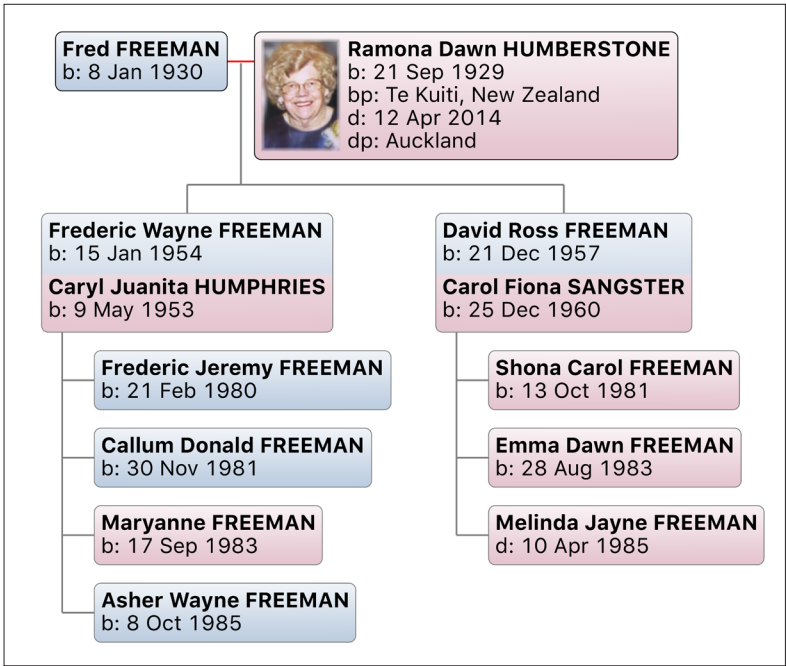 Fred FREEMAN
b: 8 Jan 1930
Ramona Dawn HUMBERSTONE
b: 21 Sep 1929
bp: Te Kuiti, New Zealand
d: 12 Apr 2014
dp: Auckland
Frederic Wayne FREEMAN
b: 15 Jan 1954
Caryl Juanita HUMPHRIES
b: 9 May 1953
Frederic Jeremy FREEMAN
b: 21 Feb 1980
Callum Donald FREEMAN
b: 30 Nov 1981
Maryanne FREEMAN
b: 17 Sep 1983
Asher Wayne FREEMAN
b: 8 Oct 1985
David Ross FREEMAN
b: 21 Dec 1957
Carol Fiona SANGSTER
b: 25 Dec 1960
Shona Carol FREEMAN
b: 13 Oct 1981
Emma Dawn FREEMAN
b: 28 Aug 1983
Melinda Jayne FREEMAN
d: 10 Apr 1985